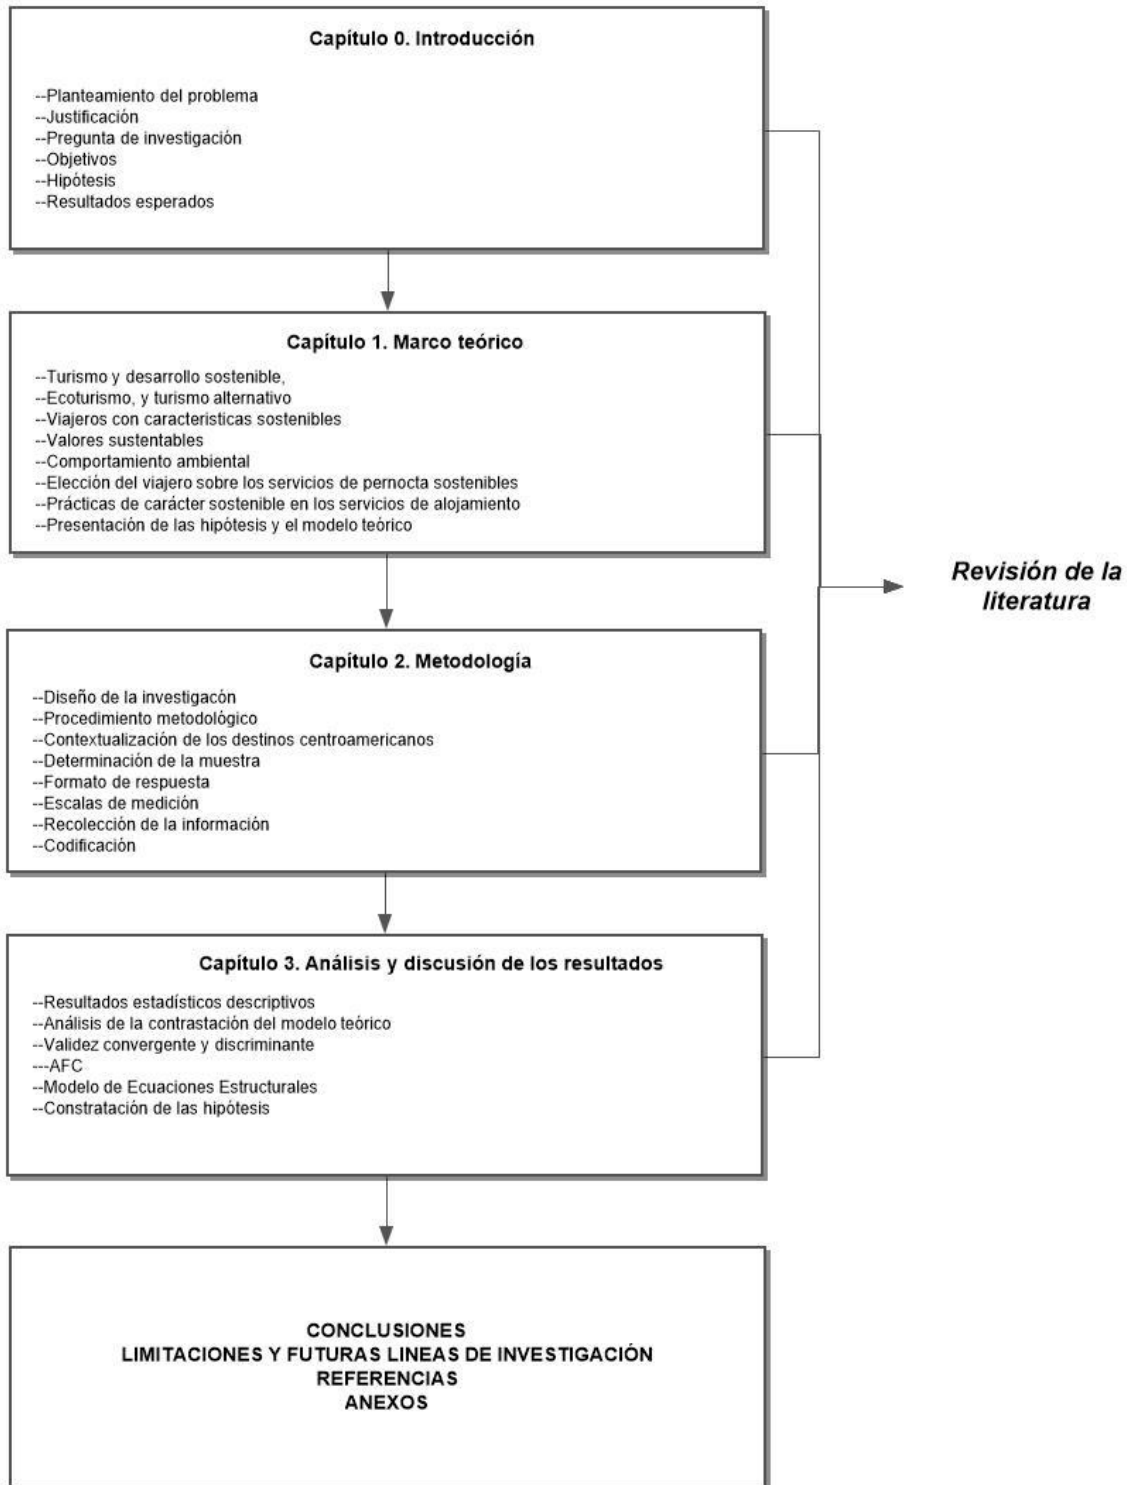 Capítulo 0. Introducción
--Planteamiento del problema
--Justificación
--Pregunta de investigación
--Objetivos
--Hipótesis
--Resultados esperados
Capítulo 1. Marco teórico
--Turismo y desarrollo sostenible,
--Ecoturismo, y turismo alternativo
--Viajeros con caracteristicas sostenibles
--Valores sustentables
--Comportamiento ambiental
--Elección del viajero sobre los servicios de pernocta sostenibles
--Prácticas de carácter sostenible en los servicios de alojamiento
--Presentación de las hipótesis y el modelo teórico
Revisión de la
literatura
Capítulo 2. Metodología
--Diseño de la investigacón
--Procedimiento metodológico
--Contextualización de los destinos centroamericanos
--Determinación de la muestra
--Formato de respuesta
--Escalas de medición
--Recolección de la información
--Codificación
Capítulo 3. Análisis y discusión de los resultados
--Resultados estadísticos descriptivos
--Análisis de la contrastación del modelo teórico
--Validez convergente y discriminante
---AFC
--Modelo de Ecuaciones Estructurales
--Constratación de las hipótesis
CONCLUSIONES
LIMITACIONES Y FUTURAS LINEAS DE INVESTIGACIÓN
REFERENCIAS
ANEXOS